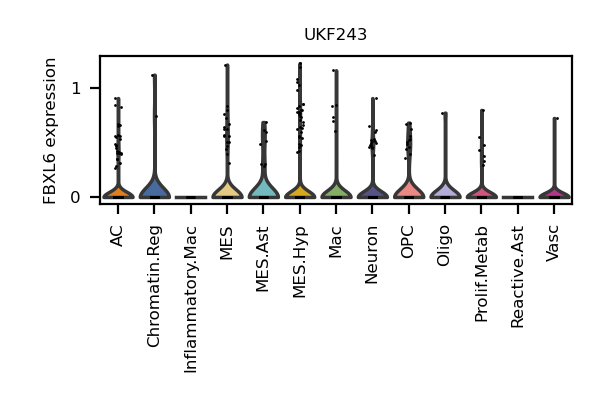 UKF243
FBXL6 expression
1
0
AC
Chromatin.Reg
Inflammatory.Mac
MES
MES.Ast
MES.Hyp
Mac
Neuron
OPC
Oligo
Prolif.Metab
Reactive.Ast
Vasc